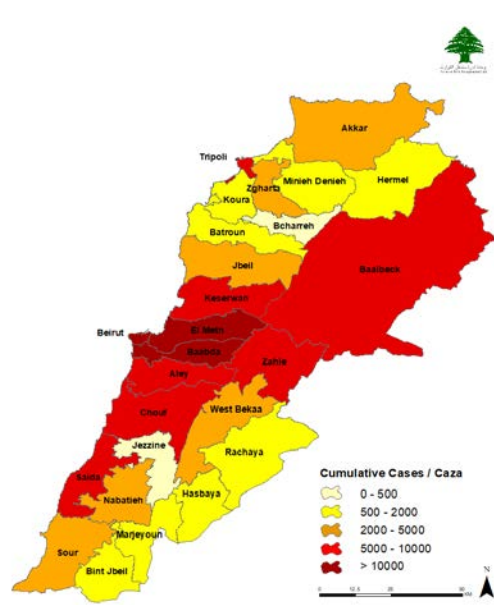 Akkar
Tripoli
Zgharta
Minieh Denieh
Hermel
Koura
Bcharreh
Batroun
Jbeil
Baalbeck
Keserwan
El Metn
Beirut
Baabda
Zahle
Aley
Chouf
West Bekaa
Jezzine
Rachaya
Saida
Nabatieh
Hasbaya
Marjeyoun
Sour
Bint Jbeil
Cumulative Cases / Caza
0 - 500
500 - 2000
2000 - 5000
5000 - 10000
> 10000
N